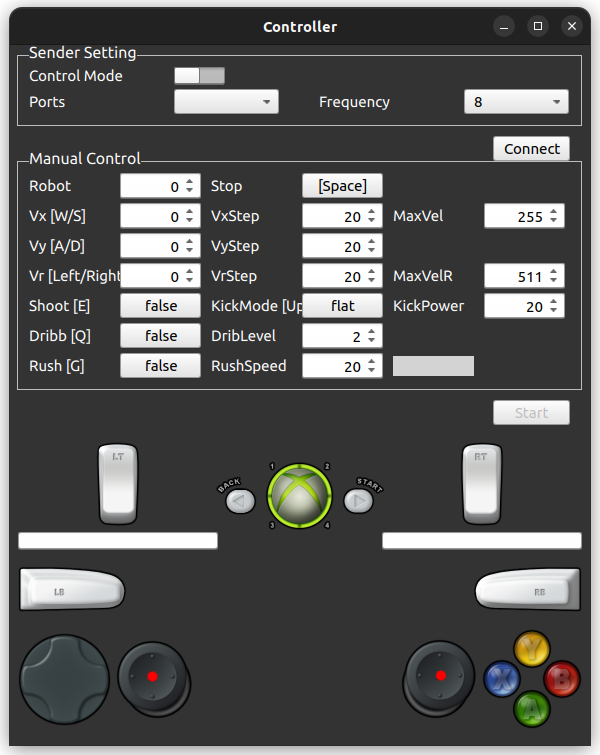 Controller
Sender Setting
Control Mode
Ports Frequency 8
Connect
Manual Control
Robot 0 Stop [Space]
Vx [W/S] 0 VxStep 20 MaxVel 255
Vy [A/D] 0 VyStep 20
Vr [Left/Right 0 VrStep 20 MaxVelR 511
Shoot [E] false KickMode [Up flat KickPower 20
Dribb [Q] false DribLevel 2
Rush [G] false RushSpeed 20
Start
LT 1 2 RT
BACK START
3 4
LB RB
Y
X B
A